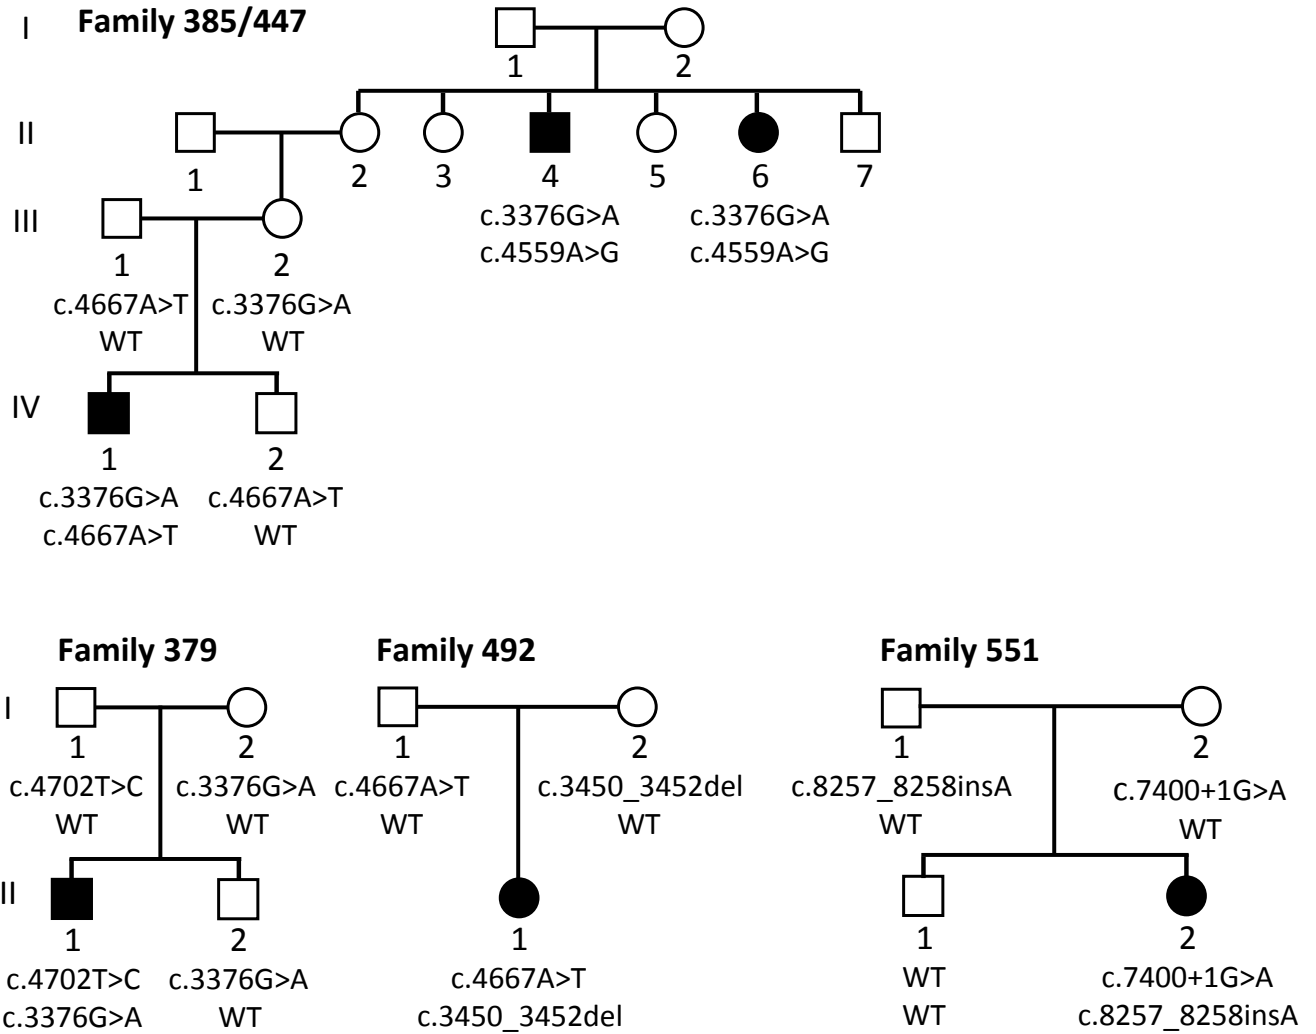 I Family 385/447
1 2
II
1 2 3 4 5 6 7
c.3376G>A c.3376G>A
c.4559A>G c.4559A>G
III
1 2
c.4667A>T c.3376G>A
WT WT
IV
1 2
c.3376G>A c.4667A>T
c.4667A>T WT
Family 379 Family 492 Family 551
I
1 2 1 2 1 2
c.4702T>C c.3376G>A c.4667A>T c.3450_3452del c.8257_8258insA c.7400+1G>A
WT WT WT WT WT WT
II
1 2 1 1 2
c.4702T>C c.3376G>A c.4667A>T WT c.7400+1G>A
c.3376G>A WT c.3450_3452del WT c.8257_8258insA